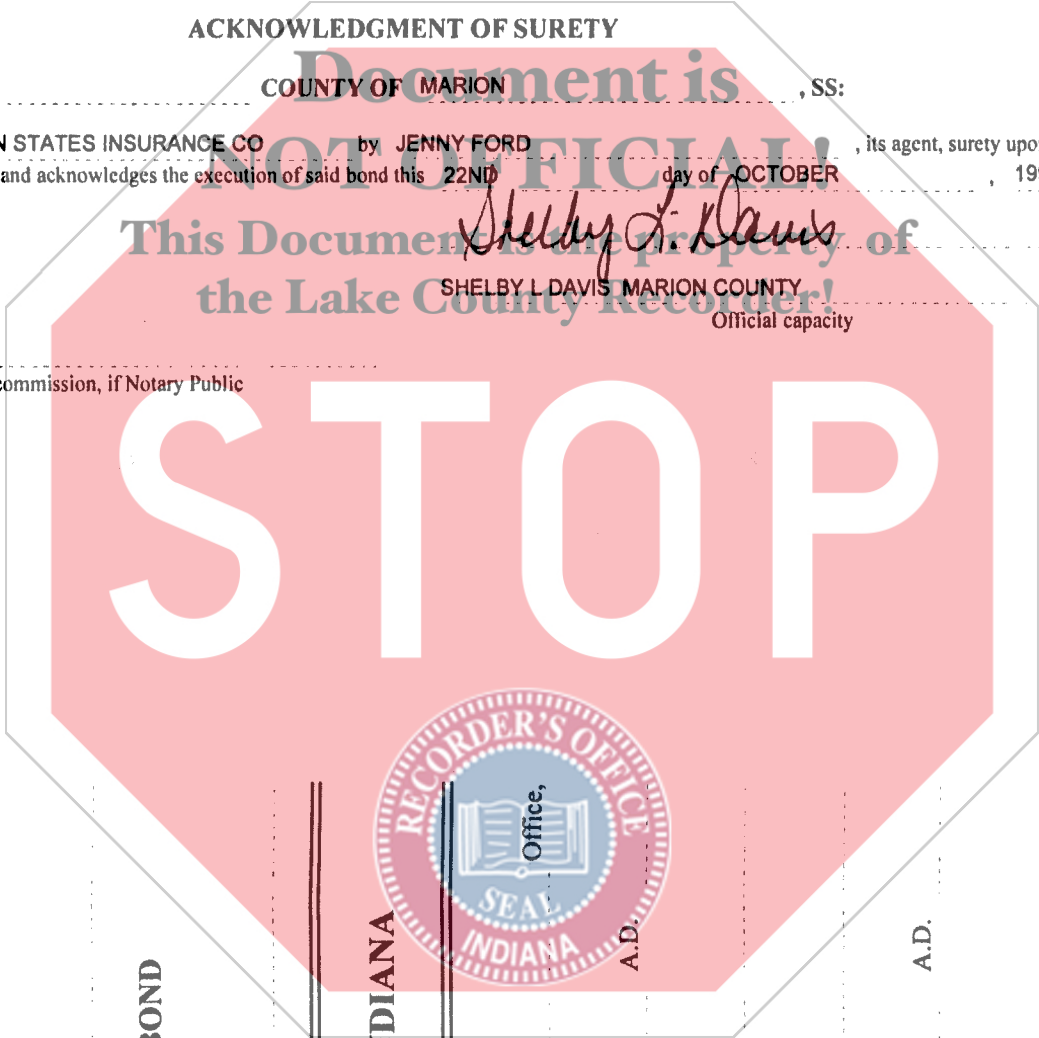 ACKNOWLEDGMENT OF SURETY
Document is
COUNTY OF MARION , SS:
N STATES INSURANCE CO by JENNY FORD , its agent, surety upo
NOT OFFICIAL!
and acknowledges the execution of said bond this 22ND day of OCTOBER , 19
Shelby L. Davis
This Document is the property of
SHELBY L DAVIS MARION COUNTY
the Lake County Recorder!
Official capacity
commission, if Notary Public
STOP
RECORDER'S OFFICE
SEAL
INDIANA
BOND
DIANA
Office,
A.D.
A.D.